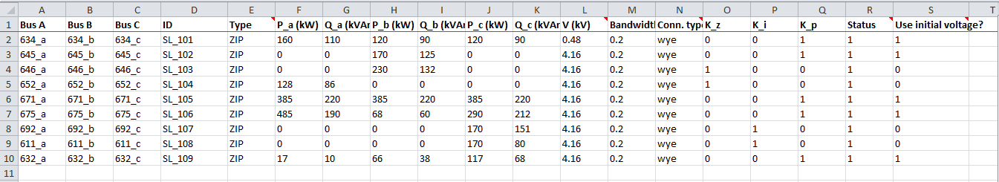 A B C D E F G H I J K L M N O P Q R S T
1 Bus A Bus B Bus C ID Type P_a (kW) Q_a (kVAr P_b (kW) Q_b (kVAr P_c (kW) Q_c (kVAr V (kV) Bandwidth Conn. type K_z K_i K_p Status Use initial voltage?
2 634_a 634_b 634_c SL_101 ZIP 160 110 120 90 120 90 0.48 0.2 wye 0 0 1 1 1
3 645_a 645_b 645_c SL_102 ZIP 0 0 170 125 0 0 4.16 0.2 wye 0 0 1 1 1
4 646_a 646_b 646_c SL_103 ZIP 0 0 230 132 0 0 4.16 0.2 wye 1 0 0 1 0
5 652_a 652_b 652_c SL_104 ZIP 128 86 0 0 0 0 4.16 0.2 wye 1 0 0 1 0
6 671_a 671_b 671_c SL_105 ZIP 385 220 385 220 385 220 4.16 0.2 wye 0 0 1 1 1
7 675_a 675_b 675_c SL_106 ZIP 485 190 68 60 290 212 4.16 0.2 wye 0 0 1 1 1
8 692_a 692_b 692_c SL_107 ZIP 0 0 0 0 170 151 4.16 0.2 wye 0 1 0 1 0
9 611_a 611_b 611_c SL_108 ZIP 0 0 0 0 170 80 4.16 0.2 wye 0 1 0 1 0
10 632_a 632_b 632_c SL_109 ZIP 17 10 66 38 117 68 4.16 0.2 wye 0 0 1 1 1
11